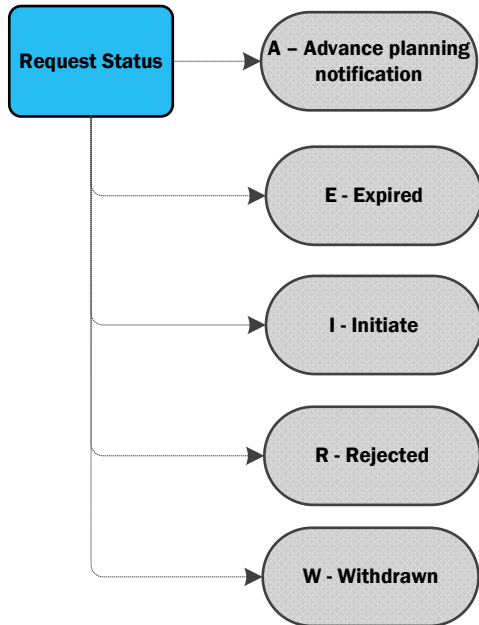 Request Status
A – Advance planning
notification
E - Expired
I - Initiate
R - Rejected
W - Withdrawn